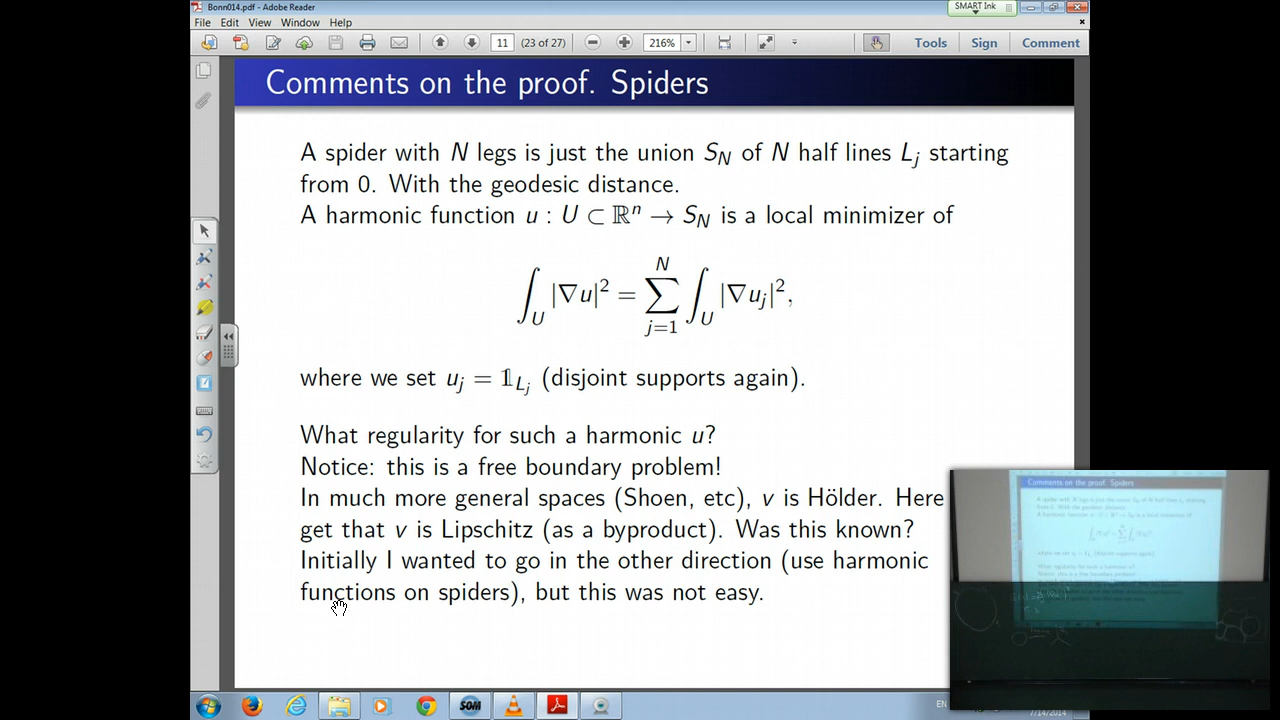 Bonn014.pdf - Adobe Reader
SMART Ink
File Edit View Window Help
11 (23 of 27) 216% Tools Sign Comment
Comments on the proof. Spiders
A spider with N legs is just the union S_N of N half lines L_j starting
from 0. With the geodesic distance.
A harmonic function u : U ⊂ ℝⁿ → S_N is a local minimizer of
∫_U |∇u|² = ∑_{j=1}^N ∫_U |∇u_j|²,
where we set u_j = 𝟙_{L_j} (disjoint supports again).
What regularity for such a harmonic u?
Notice: this is a free boundary problem!
In much more general spaces (Shoen, etc), v is Hölder. Here
get that v is Lipschitz (as a byproduct). Was this known?
Initially I wanted to go in the other direction (use harmonic
functions on spiders), but this was not easy.
Comments on the proof. Spiders
SOM
EN
7/14/2014